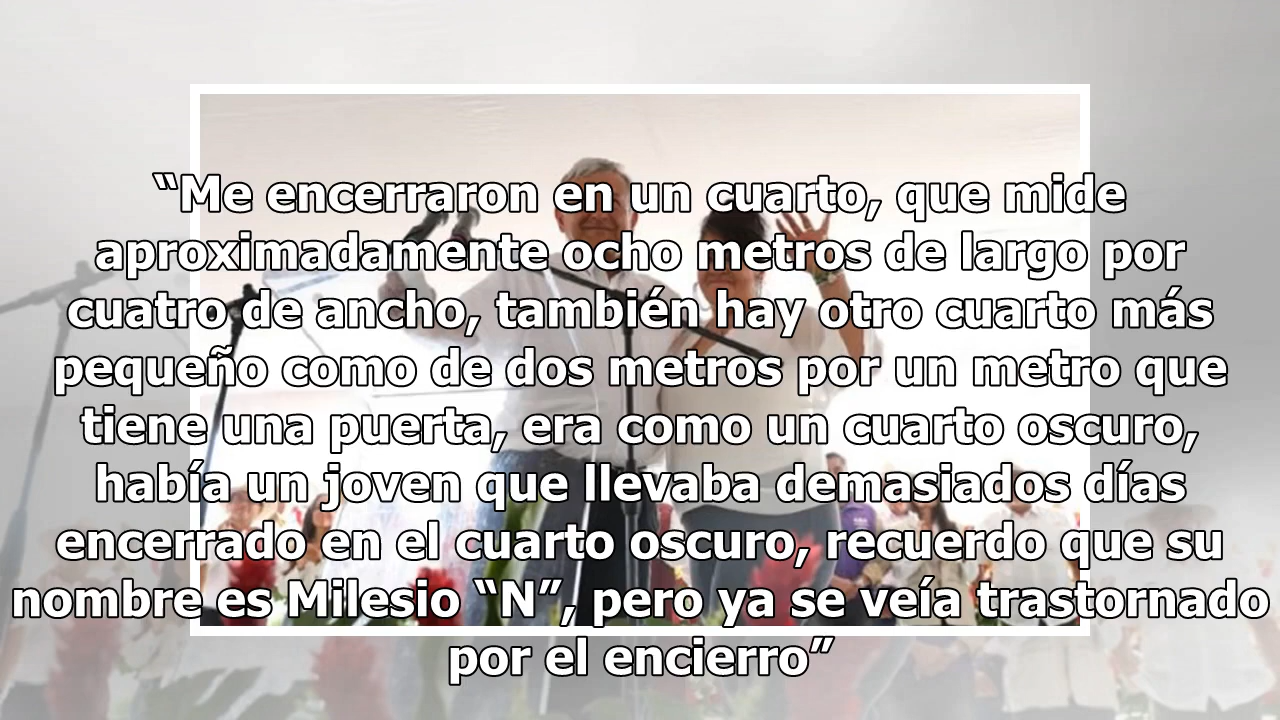 “Me encerraron en un cuarto, que mide
aproximadamente ocho metros de largo por
cuatro de ancho, también hay otro cuarto más
pequeño como de dos metros por un metro que
tiene una puerta, era como un cuarto oscuro,
había un joven que llevaba demasiados días
encerrado en el cuarto oscuro, recuerdo que su
nombre es Milesio “N”, pero ya se veía trastornado
por el encierro”